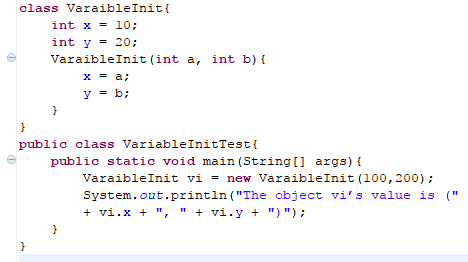 class VaraibleInit{
int x = 10;
int y = 20;
VaraibleInit(int a, int b){
x = a;
y = b;
}
}
public class VariableInitTest{
public static void main(String[] args){
VaraibleInit vi = new VaraibleInit(100,200);
System.out.println("The object vi's value is ("
+ vi.x + ", " + vi.y + ")");
}
}